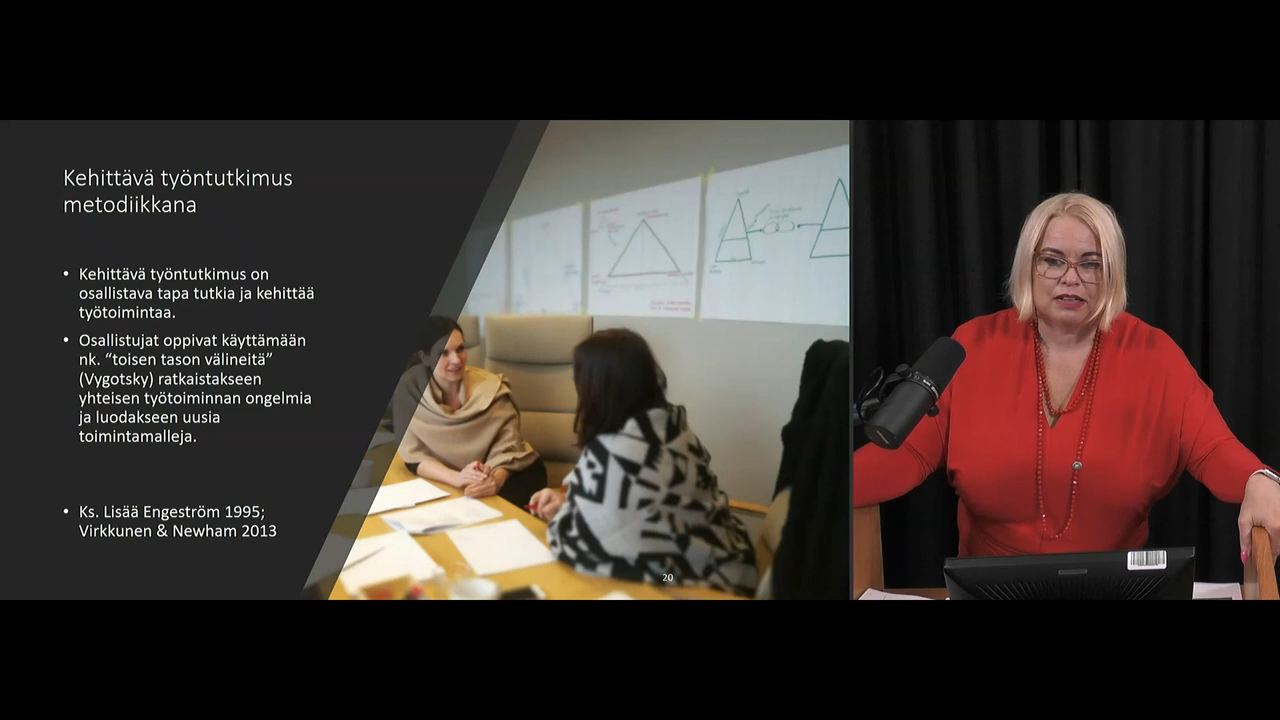 Kehittävä työntutkimus
metodiikkana
• Kehittävä työntutkimus on
osallistava tapa tutkia ja kehittää
työtoimintaa.
• Osallistujat oppivat käyttämään
nk. “toisen tason välineitä”
(Vygotsky) ratkaistakseen
yhteisen työtoiminnan ongelmia
ja luodakseen uusia
toimintamalleja.
• Ks. Lisää Engeström 1995;
Virkkunen & Newham 2013
20